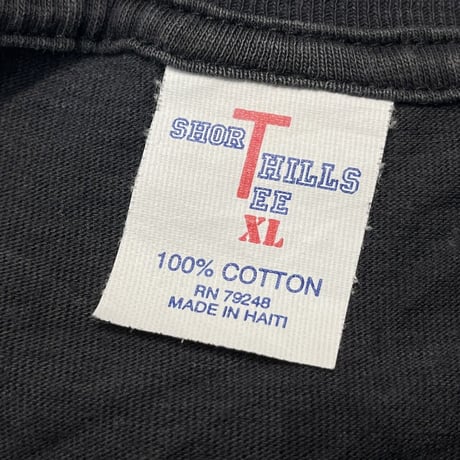 SHORT HILLS
TEE
XL
100% COTTON
RN 79248
MADE IN HAITI